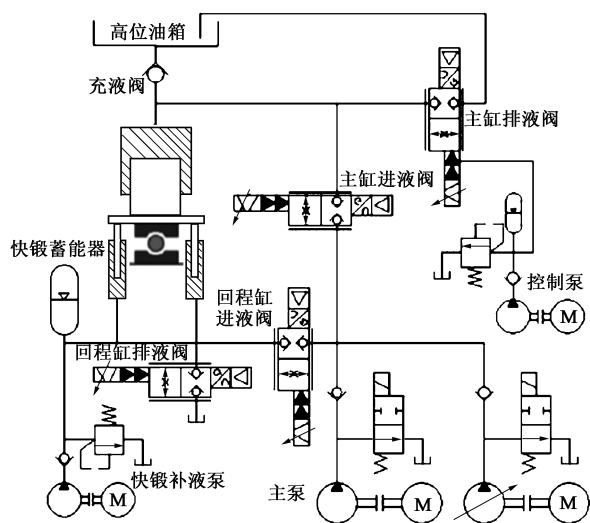 高位油箱
充液阀
主缸排液阀
主缸进液阀
快锻蓄能器
回程缸
进液阀
控制泵
M
回程缸排液阀
快锻补液泵
主泵
M
M
M